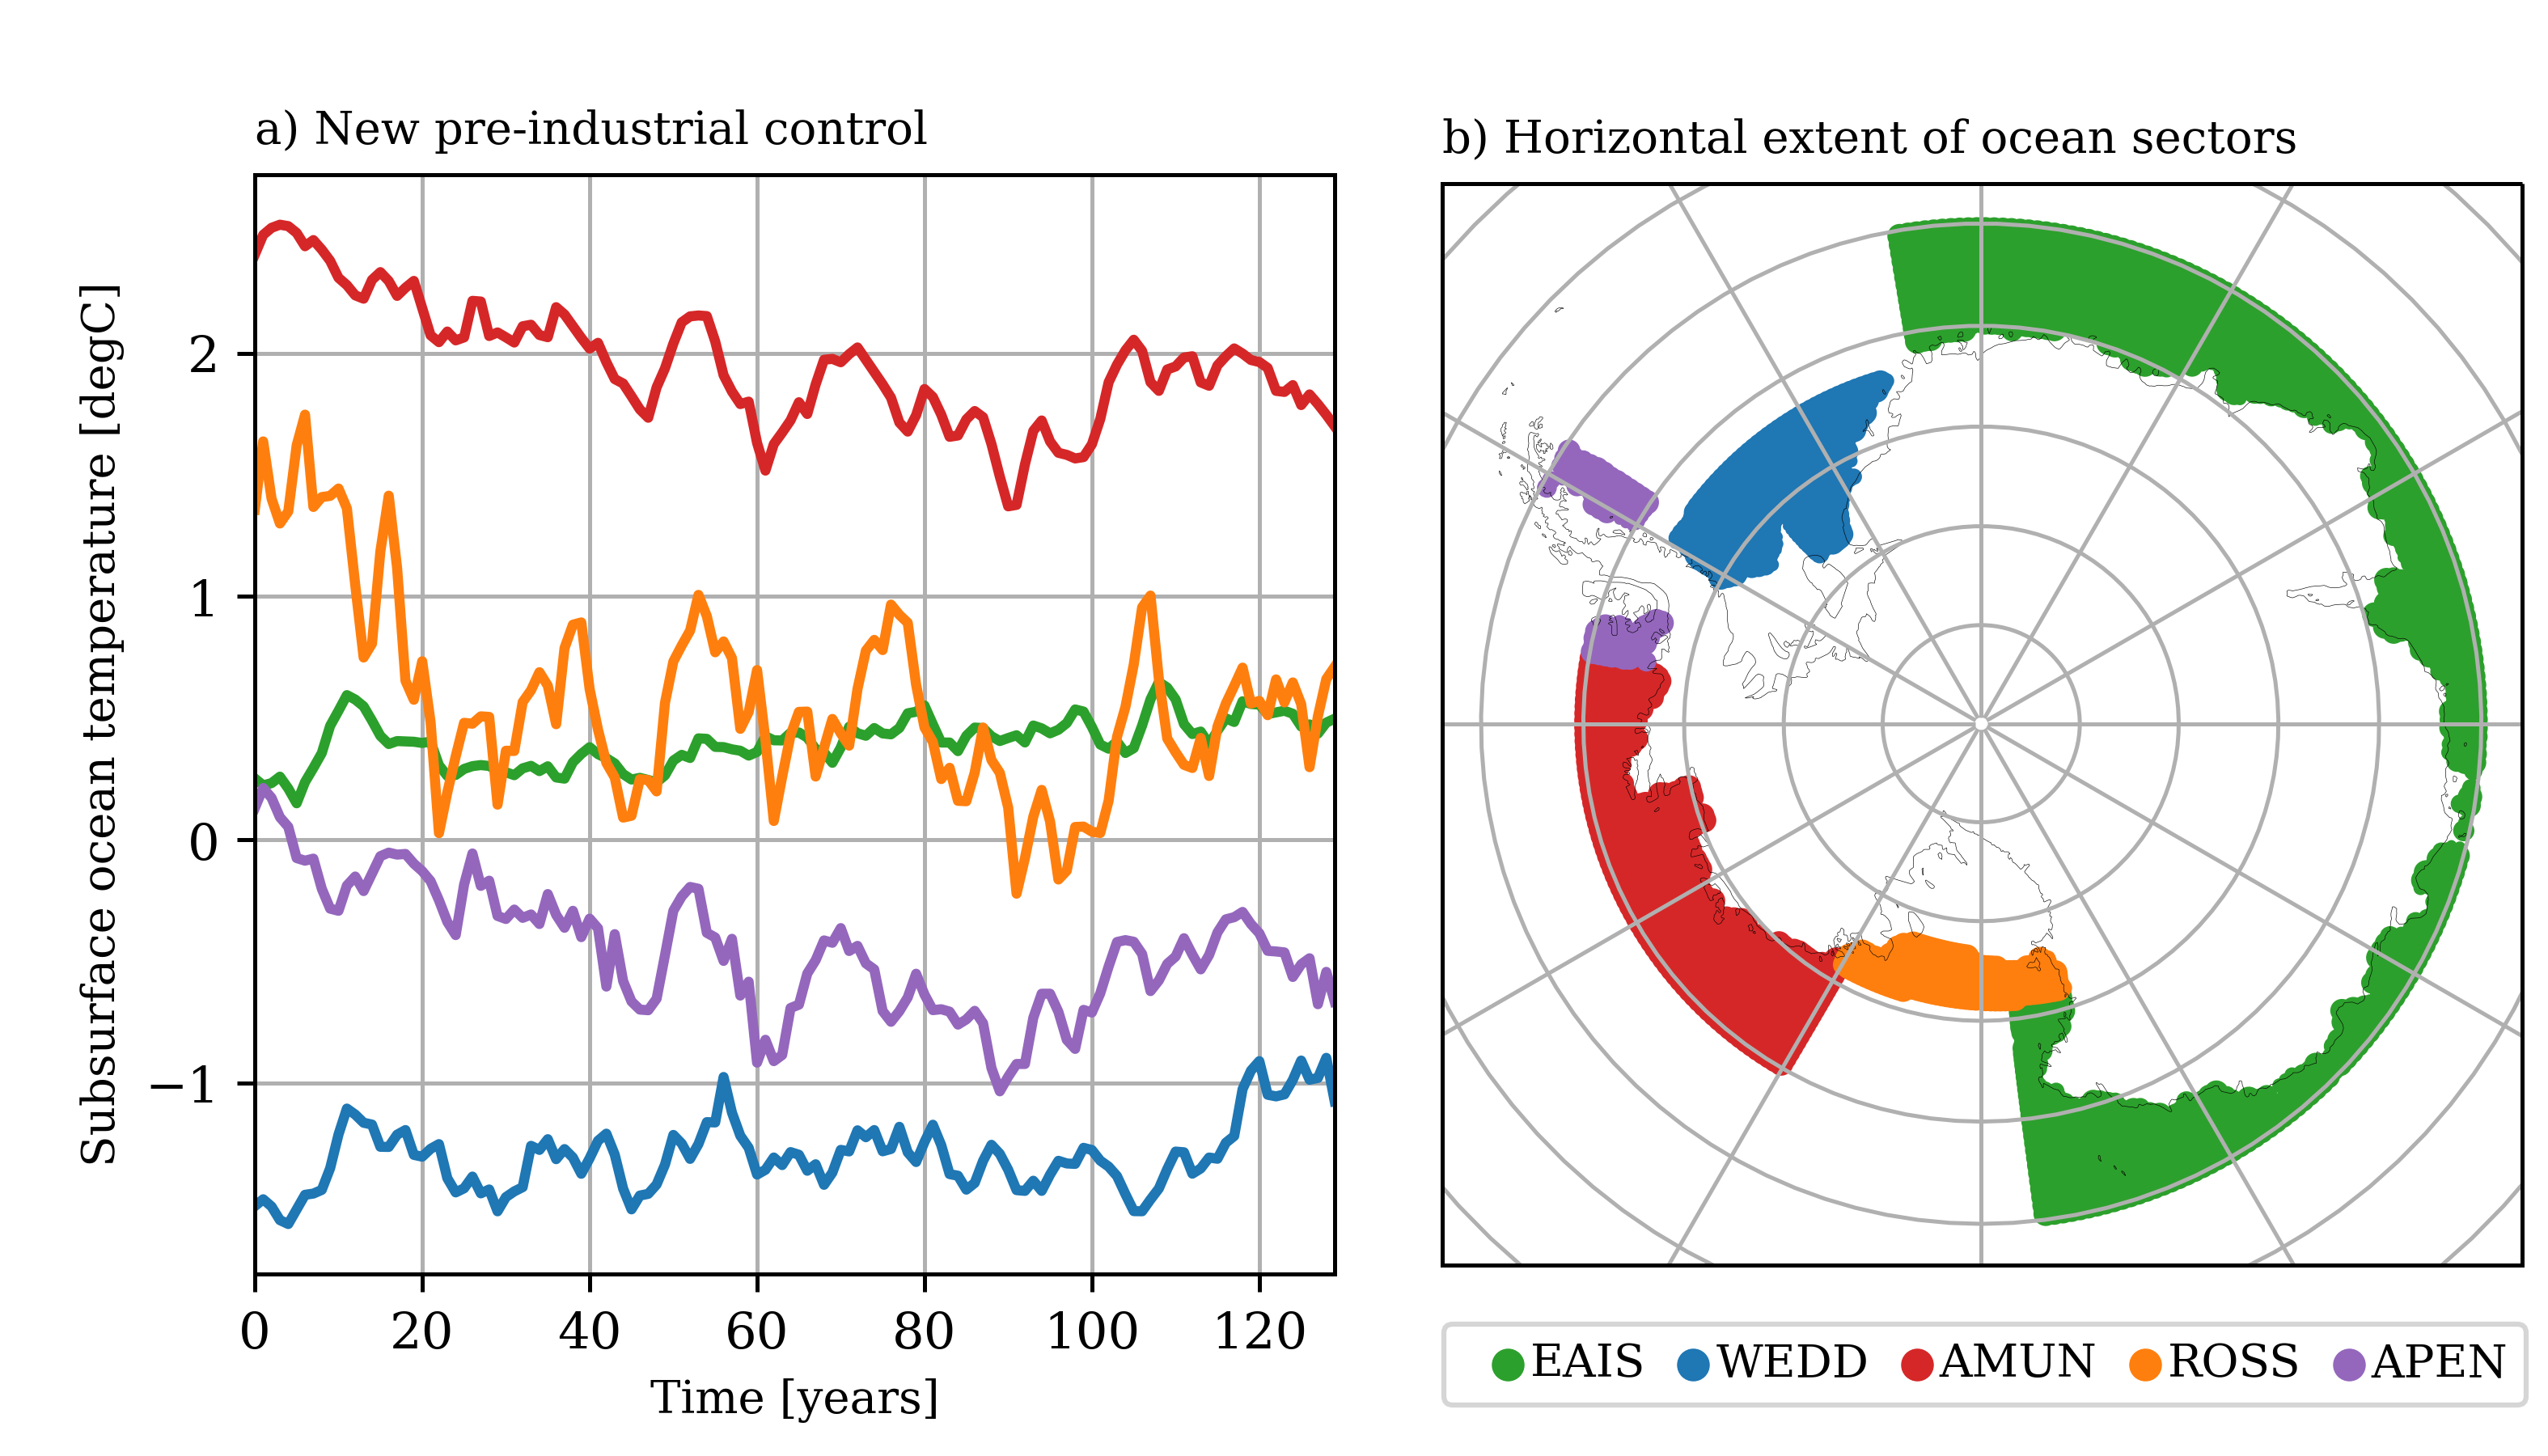 a) New pre-industrial control
b) Horizontal extent of ocean sectors
Subsurface ocean temperature [degC]
2
1
0
−1
0 20 40 60 80 100 120
Time [years]
EAIS WEDD AMUN ROSS APEN